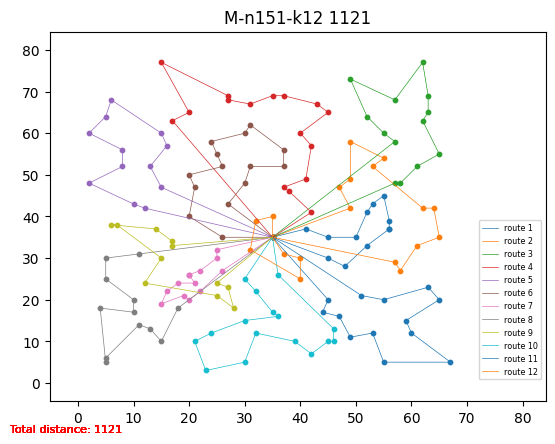 M-n151-k12 1121
80
70
60
50
40
30
20
10
0
0 10 20 30 40 50 60 70 80
route 1
route 2
route 3
route 4
route 5
route 6
route 7
route 8
route 9
route 10
route 11
route 12
Total distance: 1121